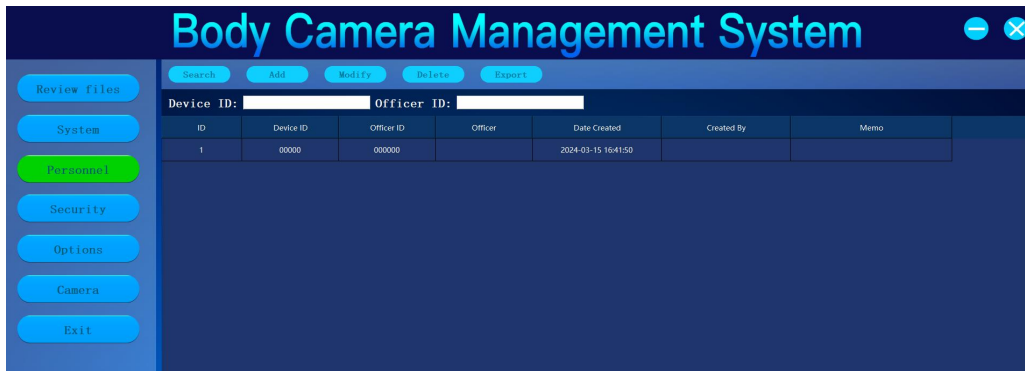 Body Camera Management System
Review files
System
Personnel
Security
Options
Camera
Exit
Search Add Modify Delete Export
Device ID: Officer ID:
ID Device ID Officer ID Officer Date Created Created By Memo
1 00000 000000 2024-03-15 16:41:50